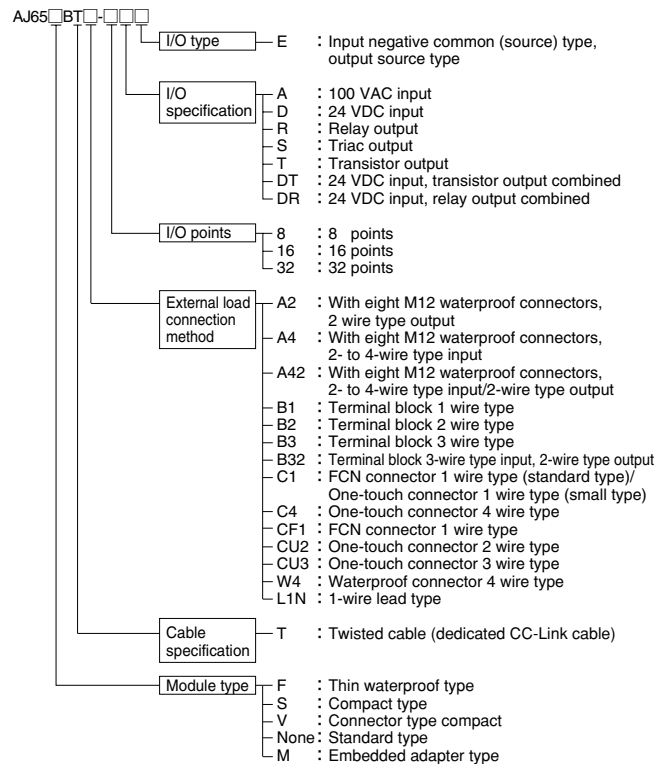 AJ65□BT□-□□□
I/O type
E : Input negative common (source) type,
output source type
I/O
specification
A : 100 VAC input
D : 24 VDC input
R : Relay output
S : Triac output
T : Transistor output
DT : 24 VDC input, transistor output combined
DR : 24 VDC input, relay output combined
I/O points
8 : 8 points
16 : 16 points
32 : 32 points
External load
connection
method
A2 : With eight M12 waterproof connectors,
2 wire type output
A4 : With eight M12 waterproof connectors,
2- to 4-wire type input
A42 : With eight M12 waterproof connectors,
2- to 4-wire type input/2-wire type output
B1 : Terminal block 1 wire type
B2 : Terminal block 2 wire type
B3 : Terminal block 3 wire type
B32 : Terminal block 3-wire type input, 2-wire type output
C1 : FCN connector 1 wire type (standard type)/
One-touch connector 1 wire type (small type)
C4 : One-touch connector 4 wire type
CF1 : FCN connector 1 wire type
CU2 : One-touch connector 2 wire type
CU3 : One-touch connector 3 wire type
W4 : Waterproof connector 4 wire type
L1N : 1-wire lead type
Cable
specification
T : Twisted cable (dedicated CC-Link cable)
Module type
F : Thin waterproof type
S : Compact type
V : Connector type compact
None : Standard type
M : Embedded adapter type